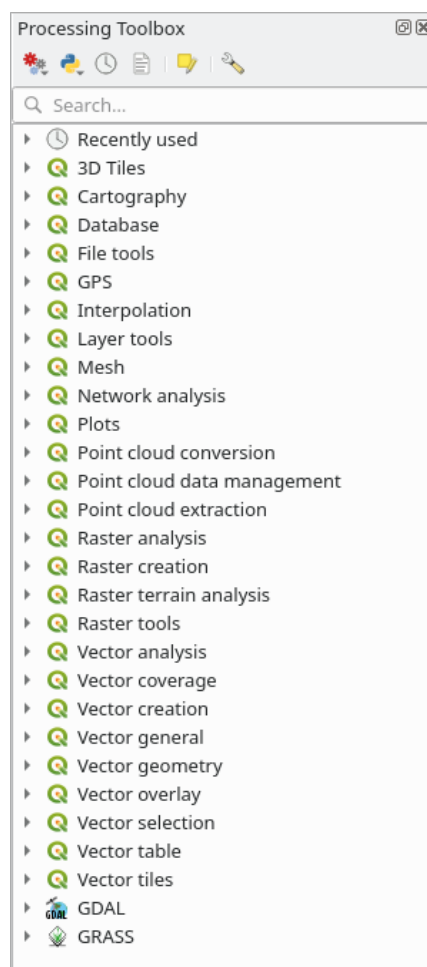 Processing Toolbox
Search...
Recently used
3D Tiles
Cartography
Database
File tools
GPS
Interpolation
Layer tools
Mesh
Network analysis
Plots
Point cloud conversion
Point cloud data management
Point cloud extraction
Raster analysis
Raster creation
Raster terrain analysis
Raster tools
Vector analysis
Vector coverage
Vector creation
Vector general
Vector geometry
Vector overlay
Vector selection
Vector table
Vector tiles
GDAL GDAL
GRASS